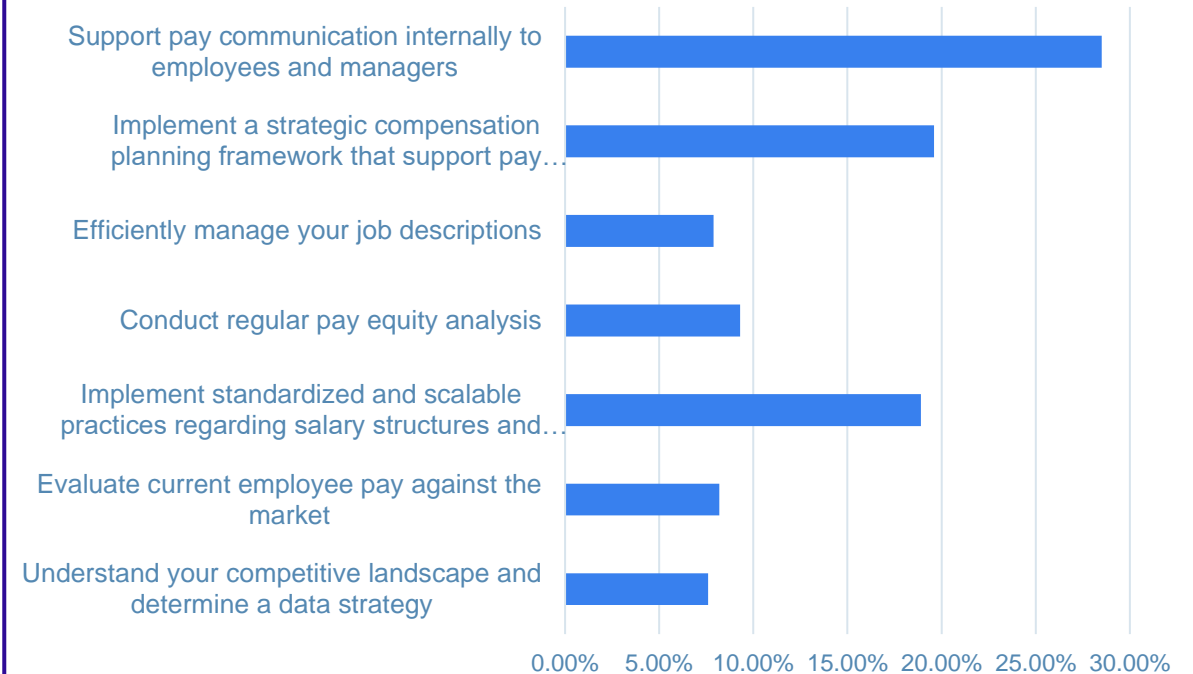 Support pay communication internally to
employees and managers
Implement a strategic compensation
planning framework that support pay…
Efficiently manage your job descriptions
Conduct regular pay equity analysis
Implement standardized and scalable
practices regarding salary structures and…
Evaluate current employee pay against the
market
Understand your competitive landscape and
determine a data strategy
0.00% 5.00% 10.00% 15.00% 20.00% 25.00% 30.00%